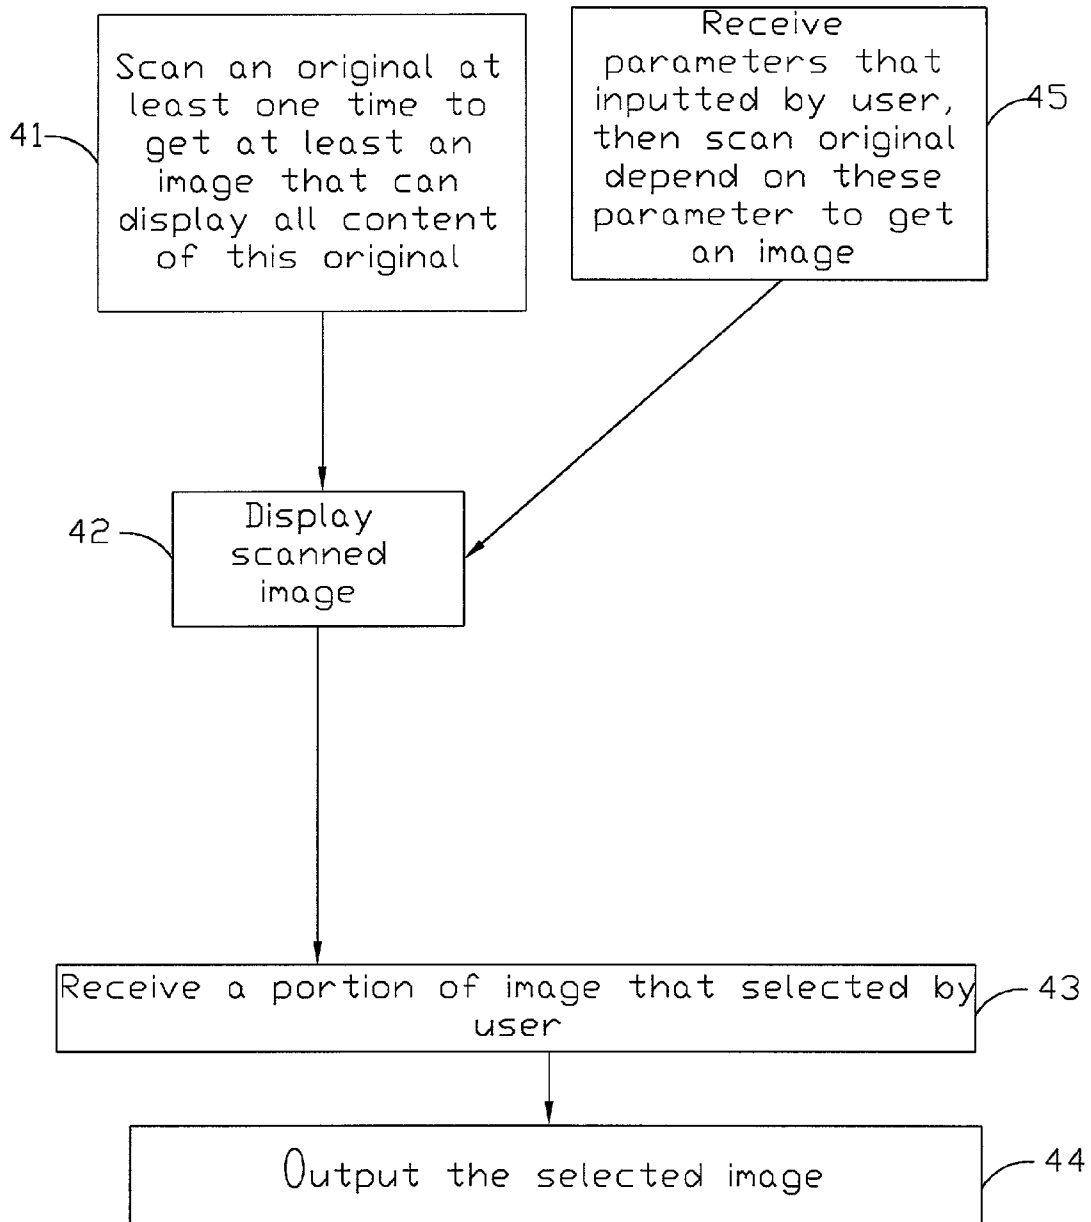 Scan an original at
least one time to
get at least an
image that can
display all content
of this original
41
Receive
parameters that
inputted by user,
then scan original
depend on these
parameter to get
an image
45
Display
scanned
image
42
Receive a portion of image that selected by
user
43
Output the selected image
44